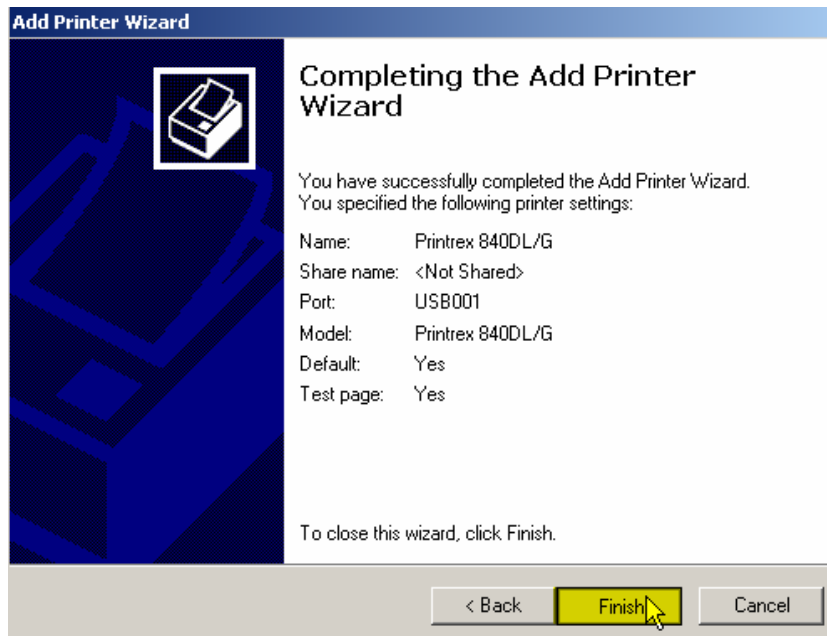 Add Printer Wizard
Completing the Add Printer
Wizard
You have successfully completed the Add Printer Wizard.
You specified the following printer settings:
Name: Printrex 840DL/G
Share name: <Not Shared>
Port: USB001
Model: Printrex 840DL/G
Default: Yes
Test page: Yes
To close this wizard, click Finish.
< Back Finish Cancel